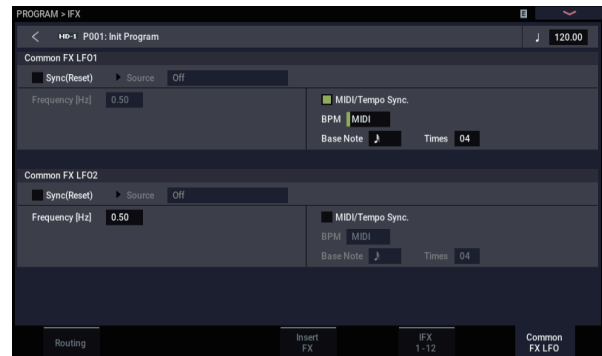 PROGRAM > IFX E
HD-1 P001: Init Program ♩ 120.00
Common FX LFO1
Sync(Reset) Source Off
Frequency [Hz] 0.50 MIDI/Tempo Sync.
BPM MIDI
Base Note ♪ Times 04
Common FX LFO2
Sync(Reset) Source Off
Frequency [Hz] 0.50 MIDI/Tempo Sync.
BPM MIDI
Base Note ♪ Times 04
Routing Insert FX IFX 1-12 Common FX LFO